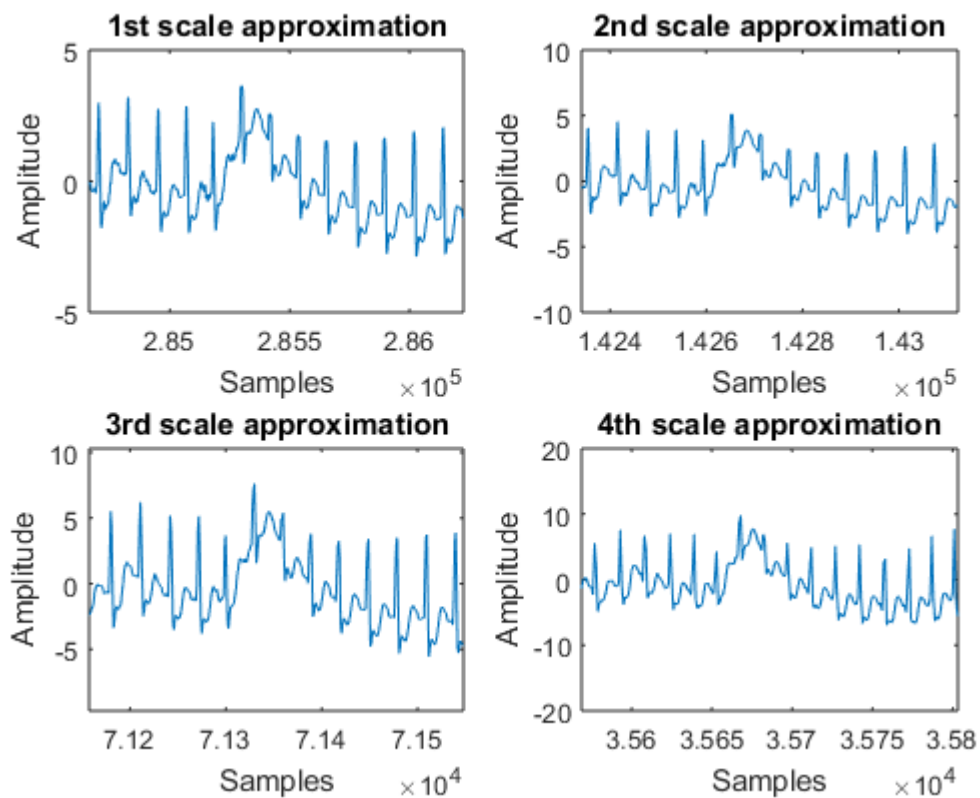 1st scale approximation
5
0
-5
Amplitude
2.85 2.855 2.86
Samples
×10^5
2nd scale approximation
10
5
0
-5
-10
Amplitude
1.424 1.426 1.428 1.43
Samples
×10^5
3rd scale approximation
10
5
0
-5
Amplitude
7.12 7.13 7.14 7.15
Samples
×10^4
4th scale approximation
20
10
0
-10
-20
Amplitude
3.56 3.565 3.57 3.575 3.58
Samples
×10^4